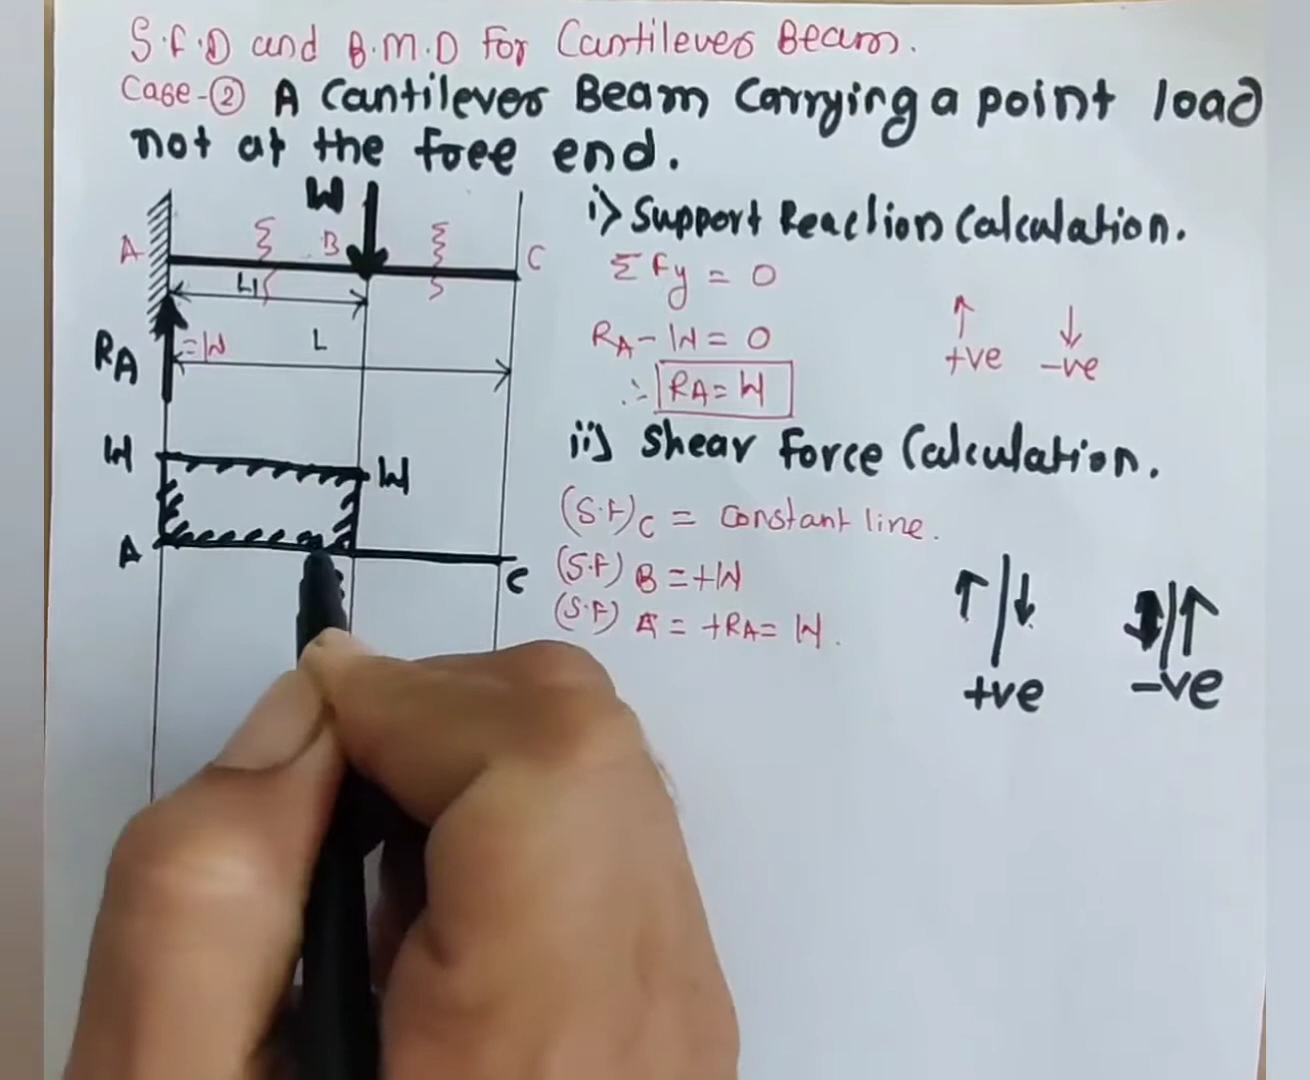 S.F.D and B.M.D For Cantilever Beam.
Case-② A Cantilever Beam Carrying a point load
not at the free end.
W
A
B
C
L1
L
RA
=W
i) Support Reaction Calculation.
ΣFy = 0
RA - W = 0
∴ RA = W
↑ ↓
+ve -ve
ii) Shear Force Calculation.
(S.F)C = Constant line.
(S.F) B = +W
(S.F) A = +RA = W.
↑|↓ ↓|↑
+ve -ve
W
W
A
C